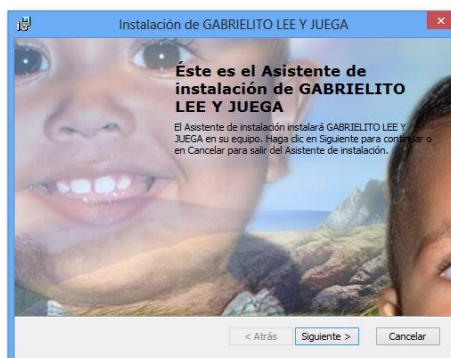 Instalación de GABRIELITO LEE Y JUEGA
Éste es el Asistente de
instalación de GABRIELITO
LEE Y JUEGA
El Asistente de instalación instalará GABRIELITO LEE Y
JUEGA en su equipo. Haga clic en Siguiente para continuar o
en Cancelar para salir del Asistente de instalación.
< Atrás Siguiente > Cancelar